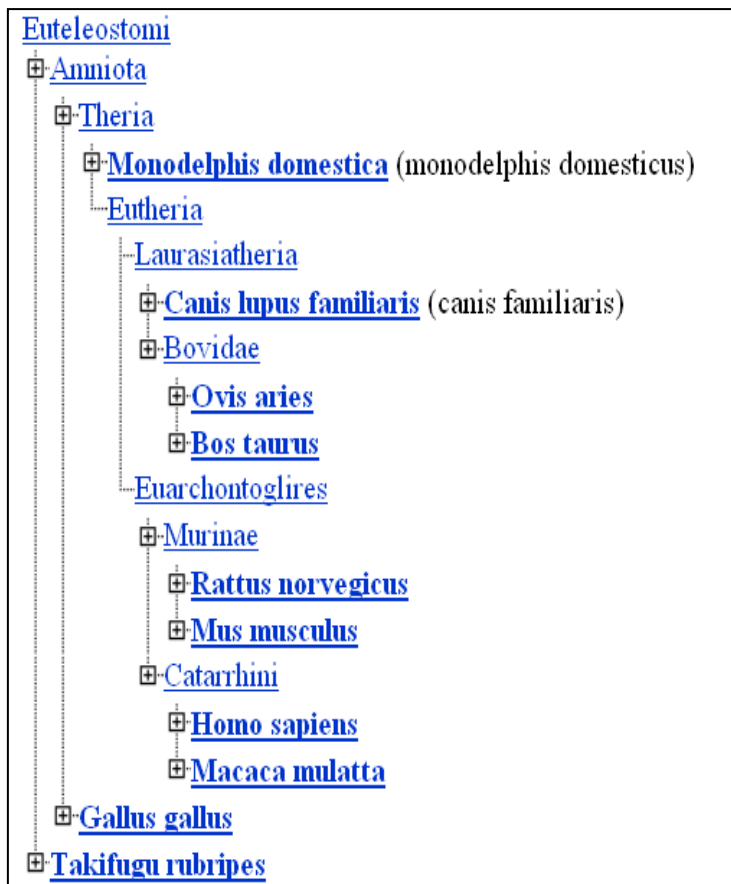 Euteleostomi
Amniota
Theria
Monodelphis domestica (monodelphis domesticus)
Eutheria
Laurasiatheria
Canis lupus familiaris (canis familiaris)
Bovidae
Ovis aries
Bos taurus
Euarchontoglires
Murinae
Rattus norvegicus
Mus musculus
Catarrhini
Homo sapiens
Macaca mulatta
Gallus gallus
Takifugu rubripes